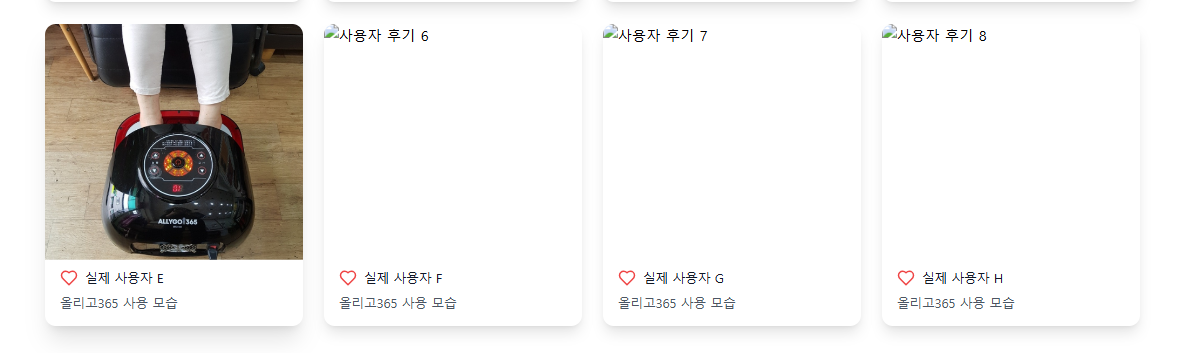 사용자 후기 6
사용자 후기 7
사용자 후기 8
ALLYGO 365
실제 사용자 E
올리고365 사용 모습
실제 사용자 F
올리고365 사용 모습
실제 사용자 G
올리고365 사용 모습
실제 사용자 H
올리고365 사용 모습